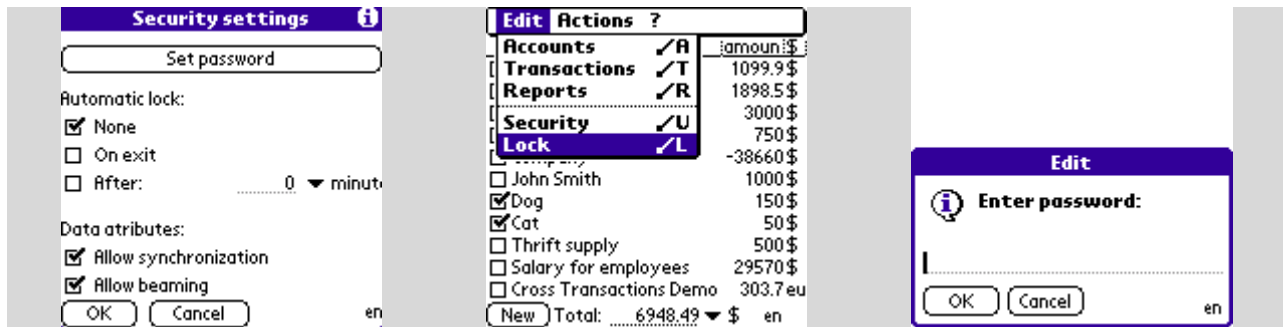 Security settings
Set password
Automatic lock:
None
On exit
After: 0 minut
Data atributes:
Allow synchronization
Allow beaming
OK Cancel en
Edit Actions ?
Accounts /A amoun $
Transactions /T 1099.9$
Reports /R 1898.5$
3000$
Security /U 750$
Lock /L -38660$
John Smith 1000$
Dog 150$
Cat 50$
Thrift supply 500$
Salary for employees 29570$
Cross Transactions Demo 303.7 eu
New Total: 6948.49 $ en
Edit
Enter password:
OK Cancel en